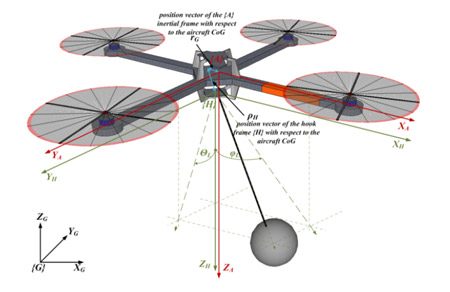 position vector of the {A}
inertial frame with respect
to the aircraft CoG
r_G
{A}
ρ_H
{H}
position vector of the hook
frame {H} with respect to the
aircraft CoG
X_A
X_H
Y_A
Y_H
Θ_L
φ_L
Z_G
Y_G
{G}
X_G
Z_H
Z_A